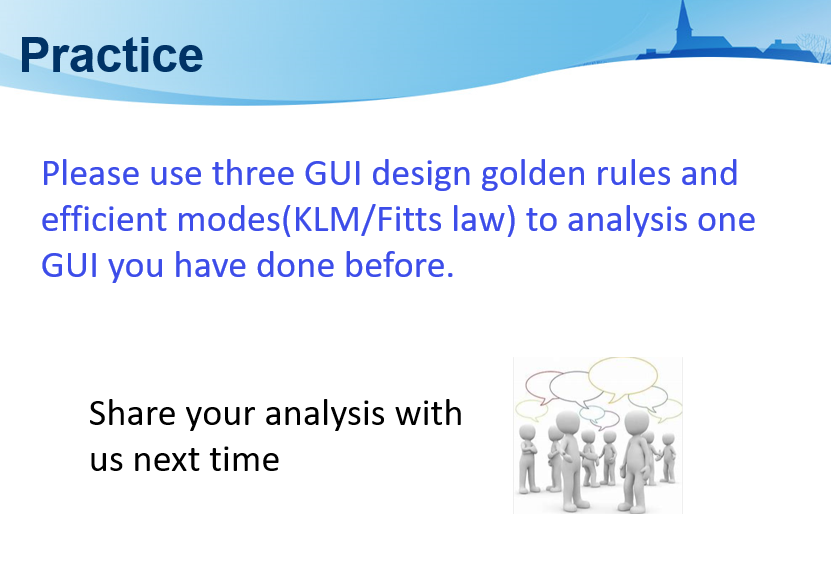 Practice
Please use three GUI design golden rules and
efficient modes(KLM/Fitts law) to analysis one
GUI you have done before.
Share your analysis with
us next time